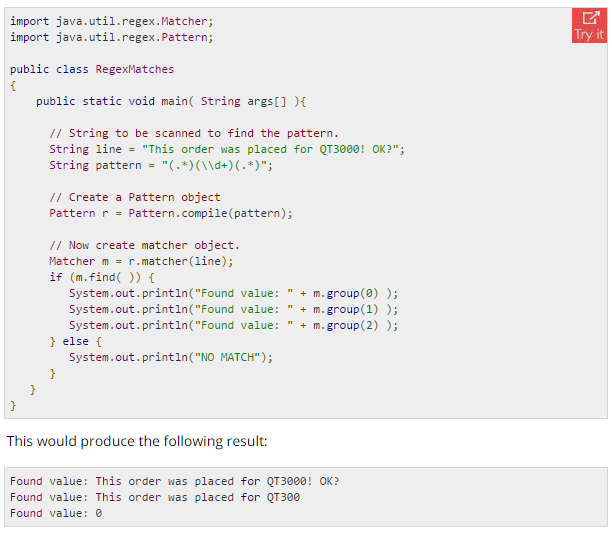 import java.util.regex.Matcher;
import java.util.regex.Pattern;
Try it
public class RegexMatches
{
    public static void main( String args[] ){

      // String to be scanned to find the pattern.
      String line = "This order was placed for QT3000! OK?";
      String pattern = "(.*)(\\d+)(.*)";

      // Create a Pattern object
      Pattern r = Pattern.compile(pattern);

      // Now create matcher object.
      Matcher m = r.matcher(line);
      if (m.find( )) {
         System.out.println("Found value: " + m.group(0) );
         System.out.println("Found value: " + m.group(1) );
         System.out.println("Found value: " + m.group(2) );
      } else {
         System.out.println("NO MATCH");
      }
   }
}
This would produce the following result:
Found value: This order was placed for QT3000! OK?
Found value: This order was placed for QT300
Found value: 0